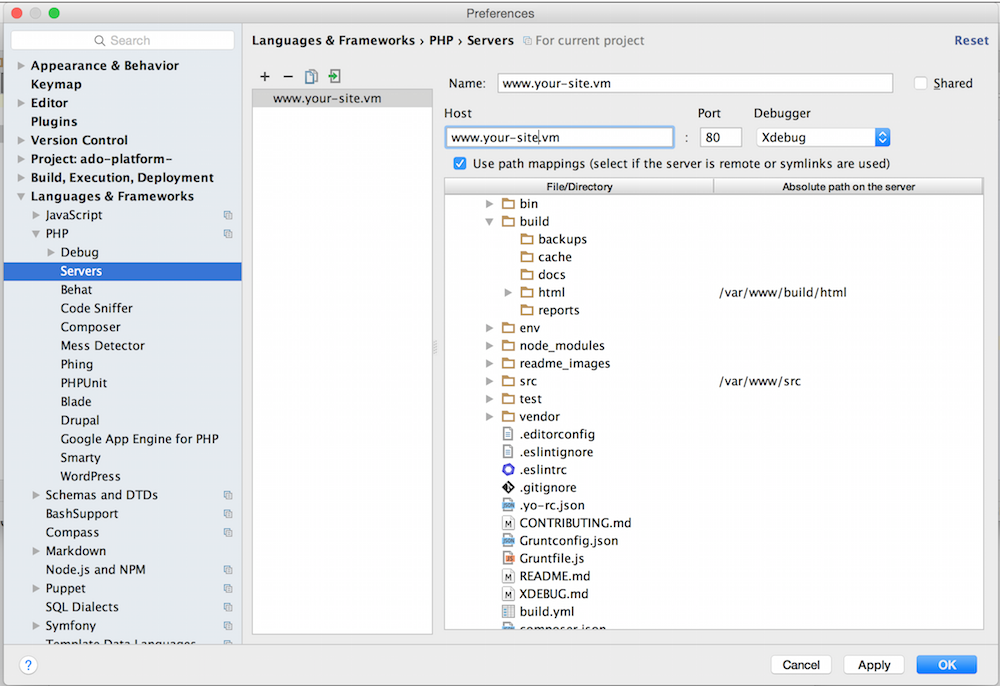 Preferences
Search
Languages & Frameworks › PHP › Servers For current project
Reset
Appearance & Behavior
Keymap
Editor
Plugins
Version Control
Project: ado-platform-
Build, Execution, Deployment
Languages & Frameworks
JavaScript
PHP
Debug
Servers
Behat
Code Sniffer
Composer
Mess Detector
Phing
PHPUnit
Blade
Drupal
Google App Engine for PHP
Smarty
WordPress
Schemas and DTDs
BashSupport
Compass
Markdown
Node.js and NPM
Puppet
SQL Dialects
Symfony
Template Data Languages
www.your-site.vm
Name: www.your-site.vm Shared
Host Port Debugger
www.your-site.vm : 80 Xdebug
Use path mappings (select if the server is remote or symlinks are used)
File/Directory Absolute path on the server
bin
build
backups
cache
docs
html /var/www/build/html
reports
env
node_modules
readme_images
src /var/www/src
test
vendor
.editorconfig
.eslintignore
.eslintrc
.gitignore
.yo-rc.json
CONTRIBUTING.md
Gruntconfig.json
Gruntfile.js
README.md
XDEBUG.md
build.yml
composer.json
? Cancel Apply OK